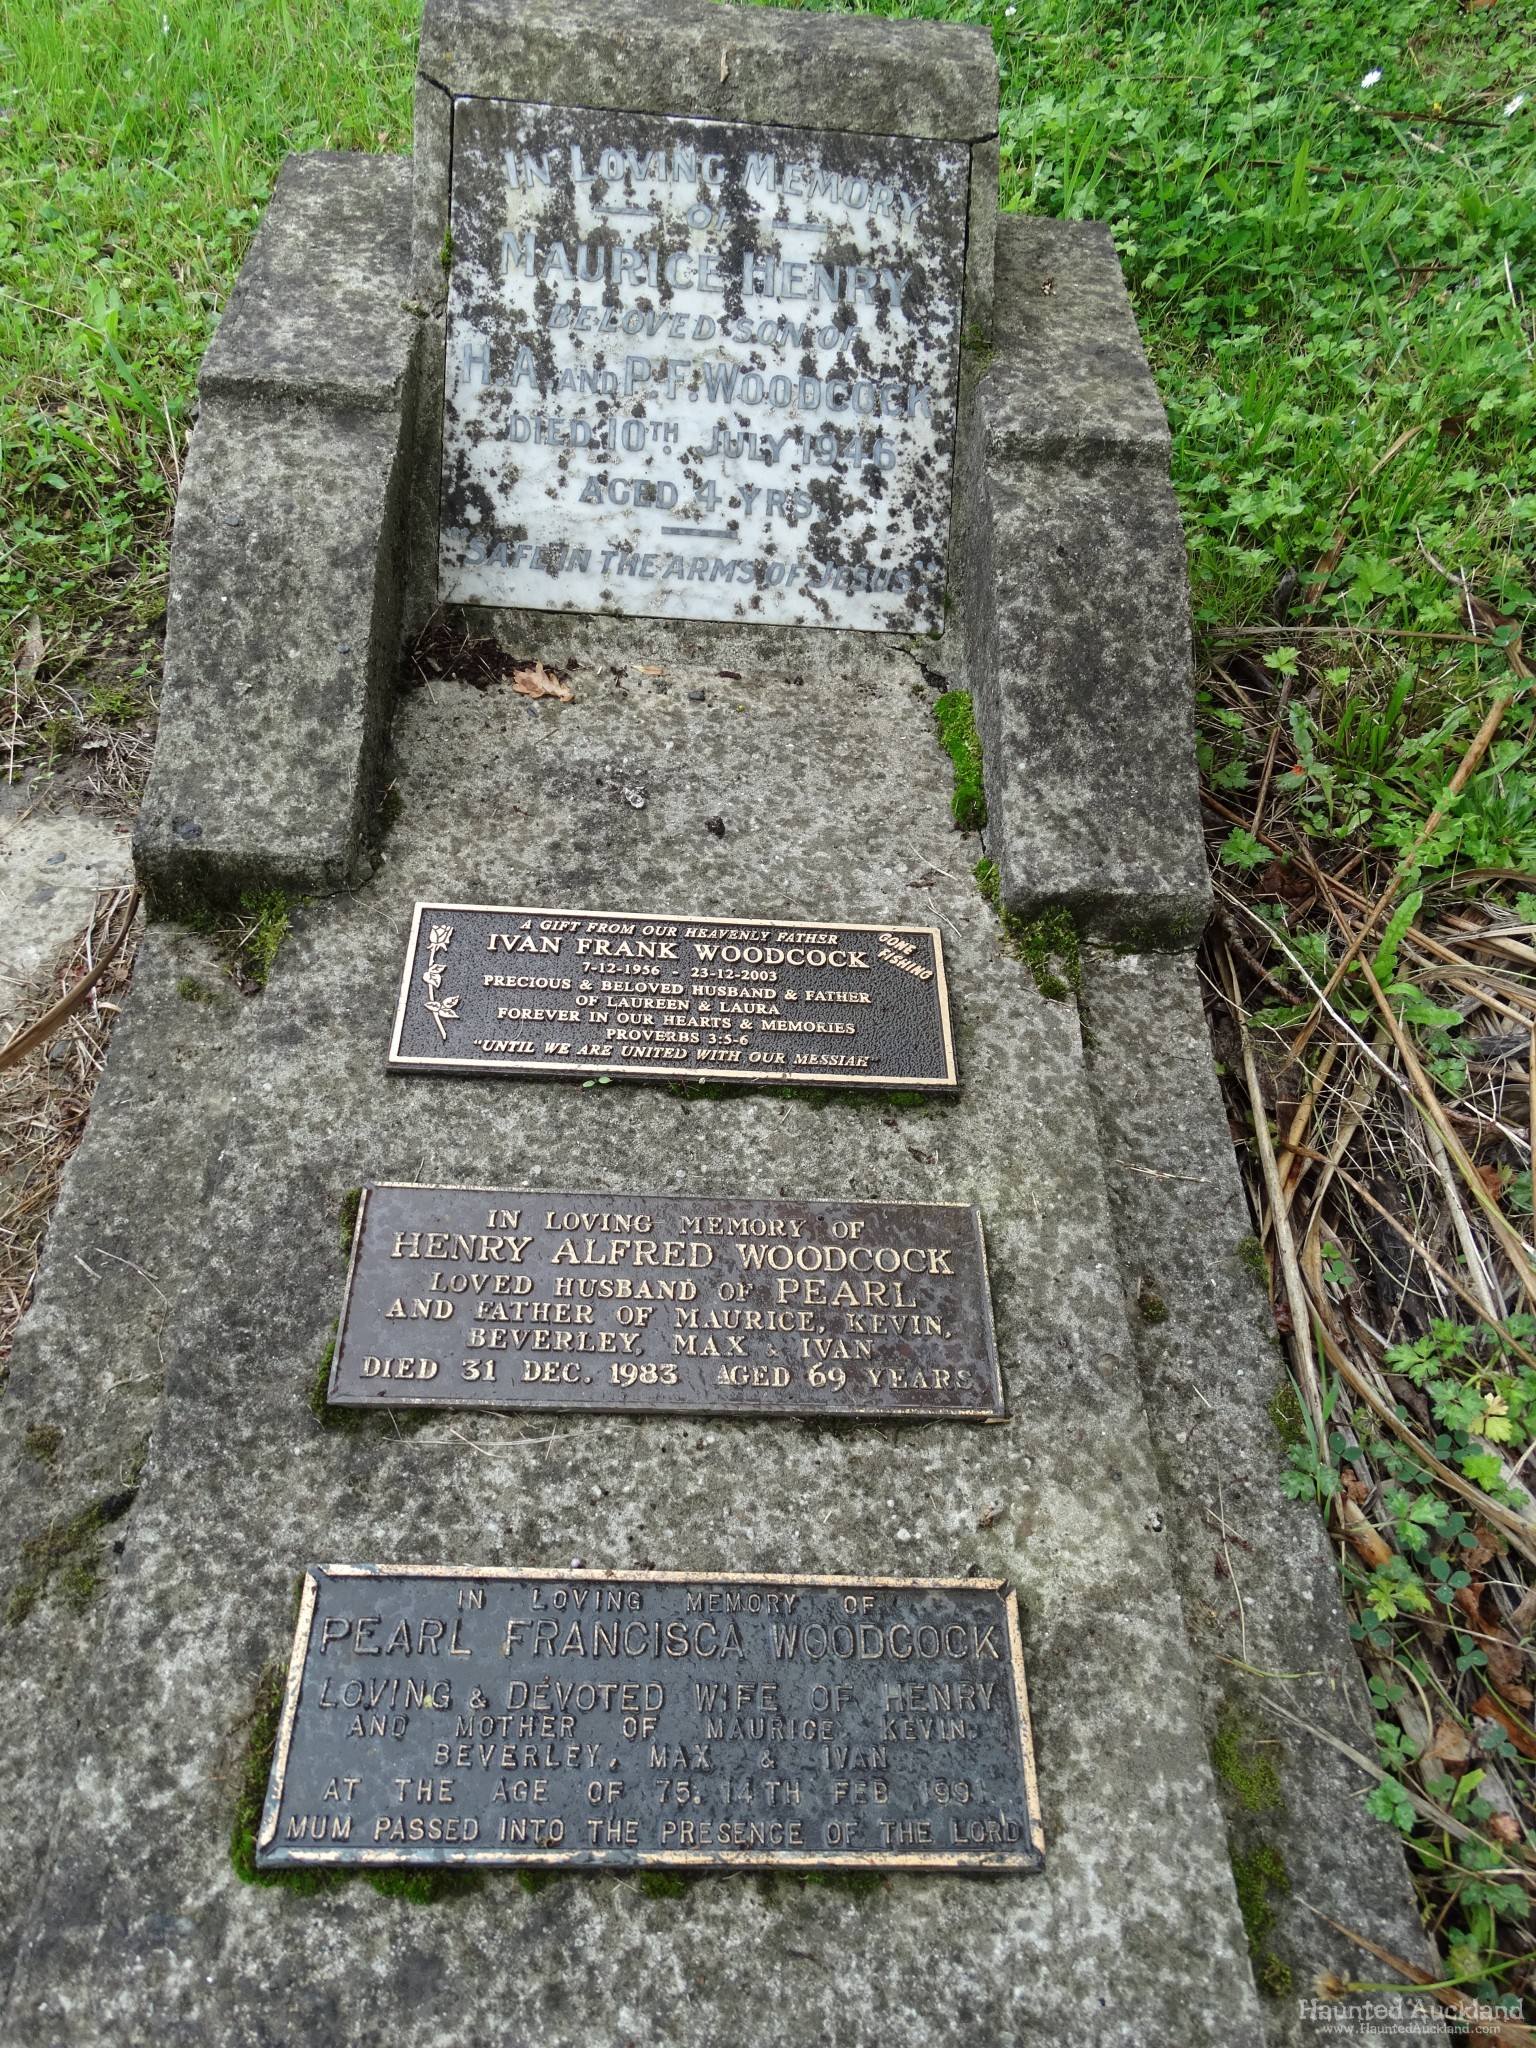 IN LOVING MEMORY
OF
MAURICE HENRY
BELOVED SON OF
H.A. AND P.F. WOODCOCK
DIED 10TH. JULY 1946
AGED 4 YRS
"SAFE IN THE ARMS OF JESUS"
A GIFT FROM OUR HEAVENLY FATHER
GONE
FISHING
IVAN FRANK WOODCOCK
7-12-1956 - 23-12-2003
PRECIOUS & BELOVED HUSBAND & FATHER
OF LAUREEN & LAURA
FOREVER IN OUR HEARTS & MEMORIES
PROVERBS 3:5-6
"UNTIL WE ARE UNITED WITH OUR MESSIAH"
IN LOVING MEMORY OF
HENRY ALFRED WOODCOCK
LOVED HUSBAND OF PEARL
AND FATHER OF MAURICE, KEVIN,
BEVERLEY, MAX & IVAN
DIED 31 DEC. 1983 AGED 69 YEARS
IN LOVING MEMORY OF
PEARL FRANCISCA WOODCOCK
LOVING & DEVOTED WIFE OF HENRY
AND MOTHER OF MAURICE KEVIN,
BEVERLEY, MAX & IVAN
AT THE AGE OF 75. 14TH FEB 1991.
MUM PASSED INTO THE PRESENCE OF THE LORD
Haunted Auckland
www.HauntedAuckland.com